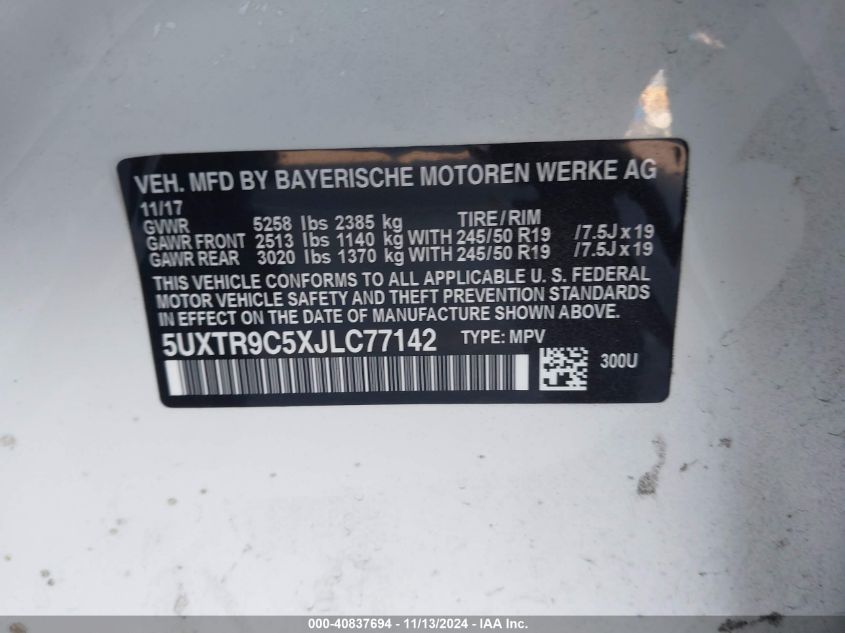 VEH. MFD BY BAYERISCHE MOTOREN WERKE AG
11/17 TIRE/RIM
GVWR 5258 lbs 2385 kg
GAWR FRONT 2513 lbs 1140 kg WITH 245/50 R19 /7.5J x 19
GAWR REAR 3020 lbs 1370 kg WITH 245/50 R19 /7.5J x 19
THIS VEHICLE CONFORMS TO ALL APPLICABLE U. S. FEDERAL
MOTOR VEHICLE SAFETY AND THEFT PREVENTION STANDARDS
IN EFFECT ON THE DATE OF MANUFACTURE SHOWN ABOVE.
5UXTR9C5XJLC77142 TYPE: MPV
300U
000-40837694 - 11/13/2024 - IAA Inc.